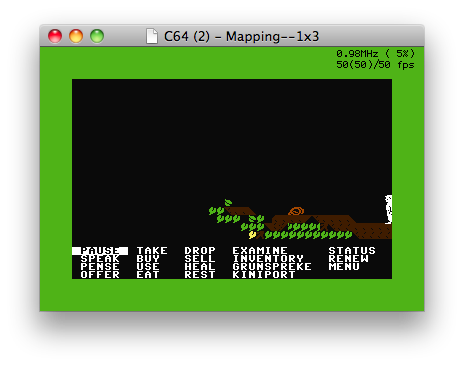 C64 (2) – Mapping--1x3
0.98MHz ( 5%)
50(50)/50 fps
PAUSE TAKE DROP EXAMINE STATUS
SPEAK BUY SELL INVENTORY RENEW
PENSE USE HEAL GRUNSPREKE MENU
OFFER EAT REST KINIPORT